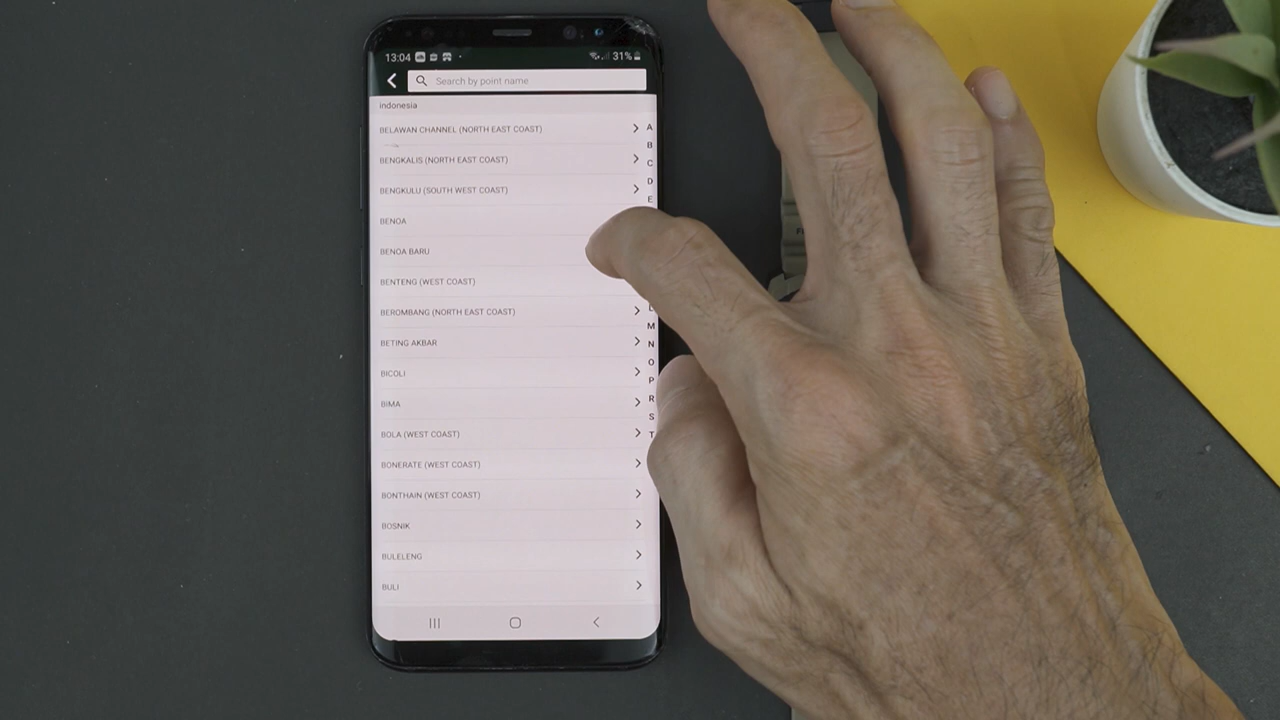 13:04
31%
Search by point name
indonesia
BELAWAN CHANNEL (NORTH EAST COAST)
BENGKALIS (NORTH EAST COAST)
BENGKULU (SOUTH WEST COAST)
BENOA
BENOA BARU
BENTENG (WEST COAST)
BEROMBANG (NORTH EAST COAST)
BETING AKBAR
BICOLI
BIMA
BOLA (WEST COAST)
BONERATE (WEST COAST)
BONTHAIN (WEST COAST)
BOSNIK
BULELENG
BULI
A
B
C
D
E
L
M
N
O
P
R
S
T